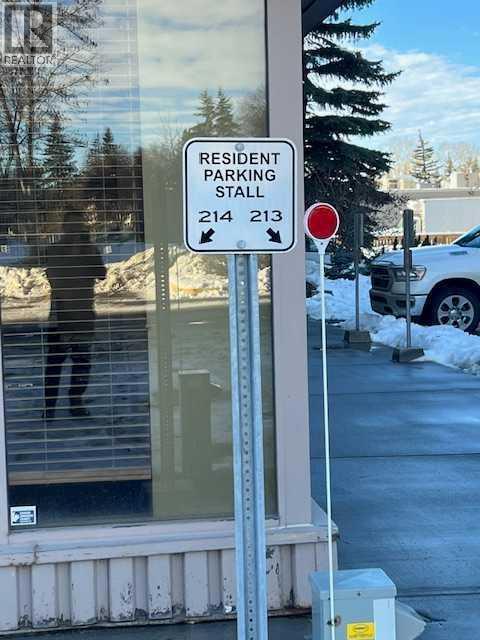 R
REALTOR
RESIDENT
PARKING
STALL
214 213